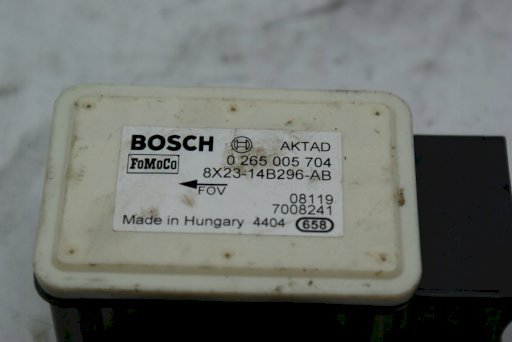 BOSCH AKTAD
FoMoCo 0 265 005 704
8X23-14B296-AB
FOV
08119
7008241
Made in Hungary 4404 658